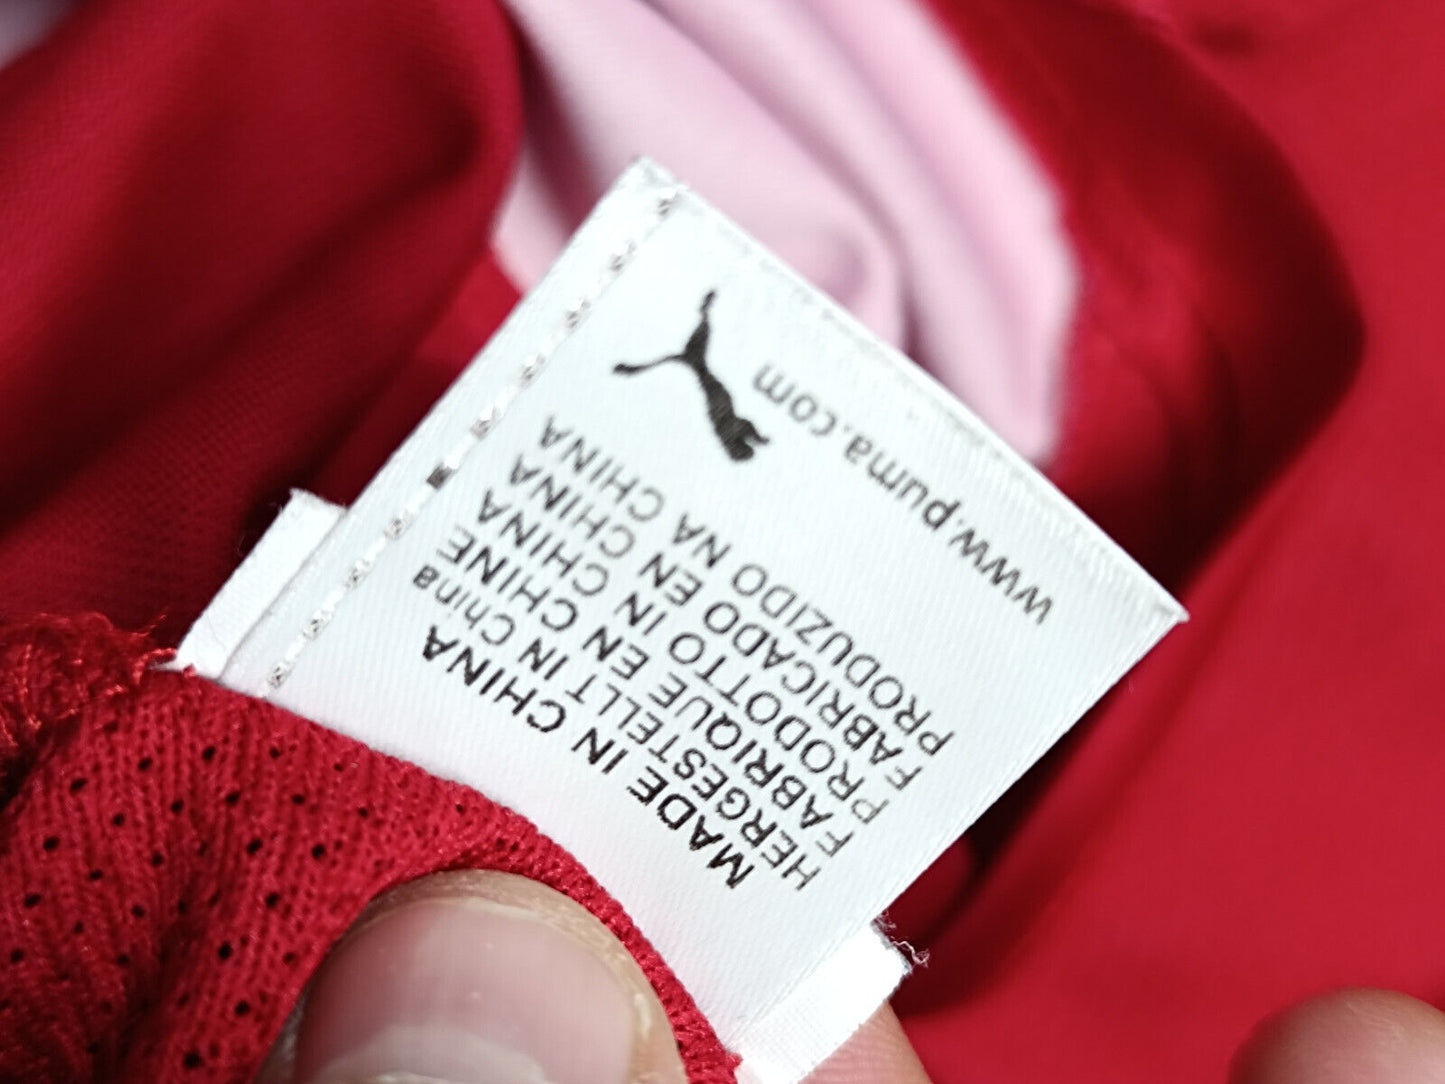 MADE IN CHINA
HERGESTELLT IN China
FABRIQUE EN CHINE
PRODOTTO IN CHINA
FABRICADO EN CHINA
PRODUZIDO NA CHINA
www.puma.com